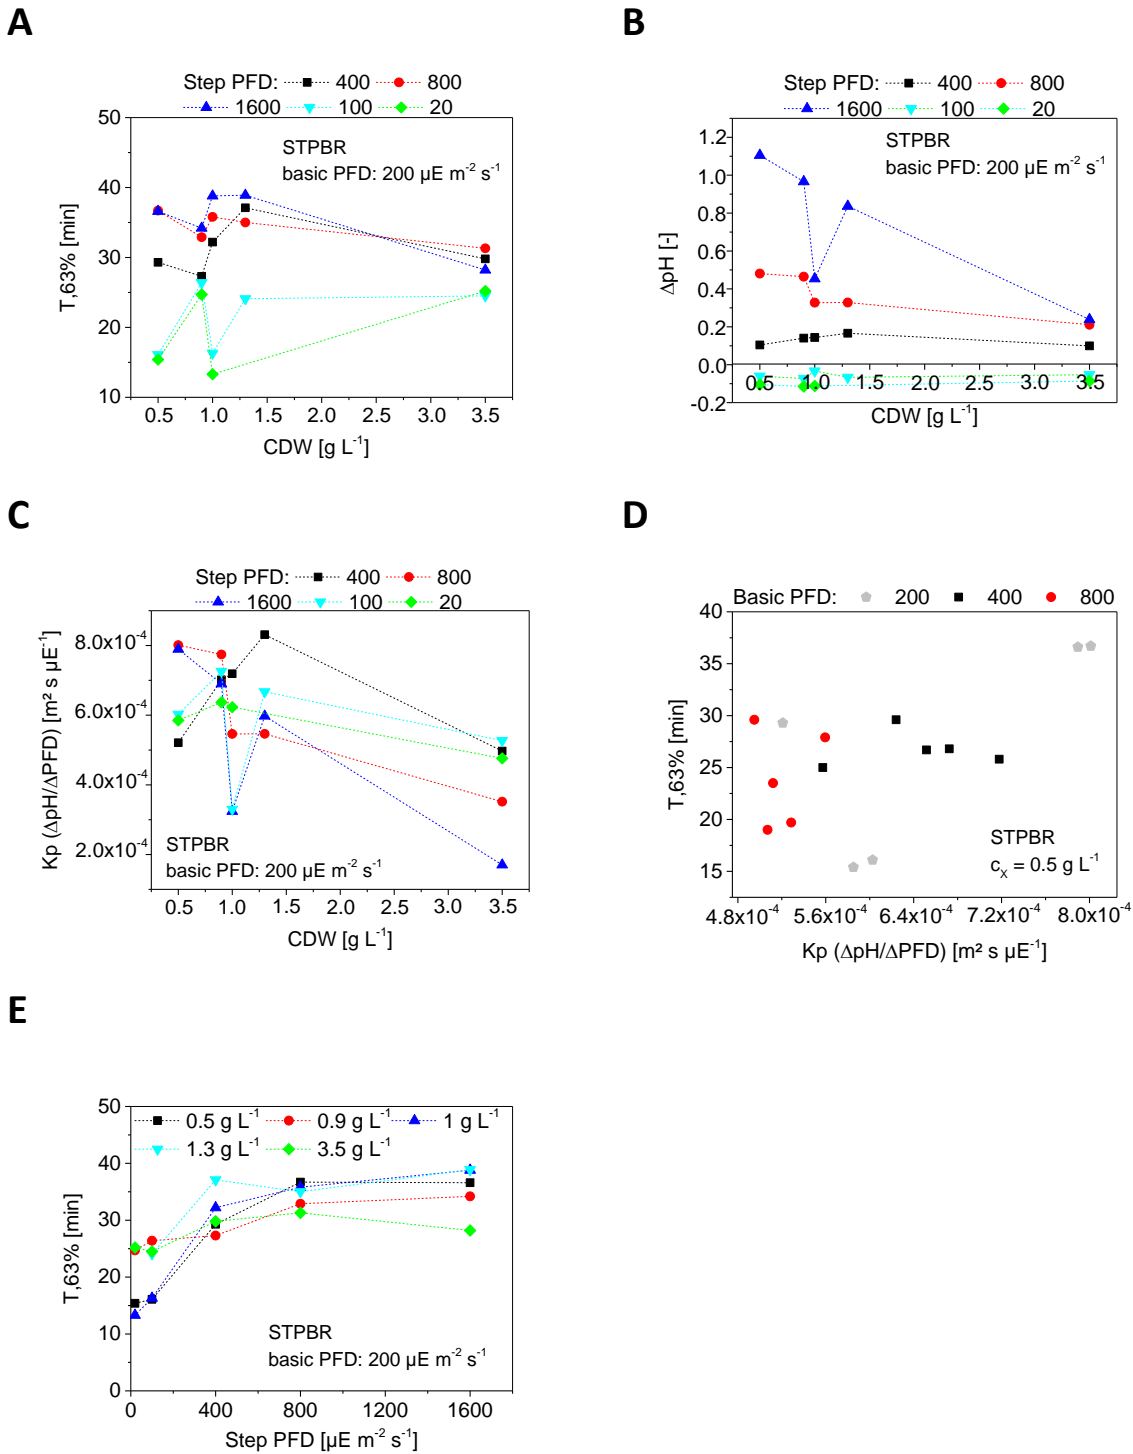 A
Step PFD: 400 800
1600 100 20
50
40
30
20
10
STPBR
basic PFD: 200 µE m-2 s-1
T,63% [min]
0.5 1.0 1.5 2.0 2.5 3.0 3.5
CDW [g L-1]
B
Step PFD: 400 800
1600 100 20
1.2
1.0
0.8
0.6
0.4
0.2
0.0
-0.2
STPBR
basic PFD: 200 µE m-2 s-1
ΔpH [-]
0.5 1.0 1.5 2.0 2.5 3.0 3.5
CDW [g L-1]
C
Step PFD: 400 800
1600 100 20
8.0x10-4
6.0x10-4
4.0x10-4
2.0x10-4
Kp (ΔpH/ΔPFD) [m² s µE-1]
STPBR
basic PFD: 200 µE m-2 s-1
0.5 1.0 1.5 2.0 2.5 3.0 3.5
CDW [g L-1]
D
Basic PFD: 200 400 800
40
35
30
25
20
15
T,63% [min]
STPBR
cX = 0.5 g L-1
4.8x10-4 5.6x10-4 6.4x10-4 7.2x10-4 8.0x10-4
Kp (ΔpH/ΔPFD) [m² s µE-1]
E
50
40
30
20
10
0
0.5 g L-1 0.9 g L-1 1 g L-1
1.3 g L-1 3.5 g L-1
T,63% [min]
STPBR
basic PFD: 200 µE m-2 s-1
0 400 800 1200 1600
Step PFD [µE m-2 s-1]